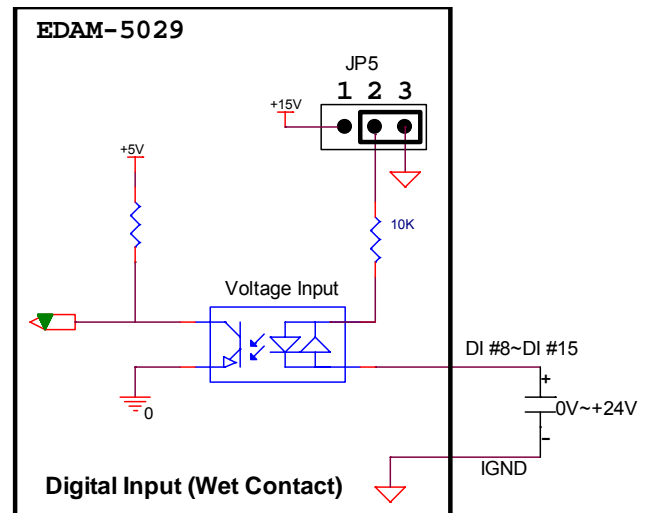 EDAM-5029
JP5
1 2 3
+15V
+5V
10K
Voltage Input
DI #8~DI #15
+
0V~+24V
-
0
IGND
Digital Input (Wet Contact)